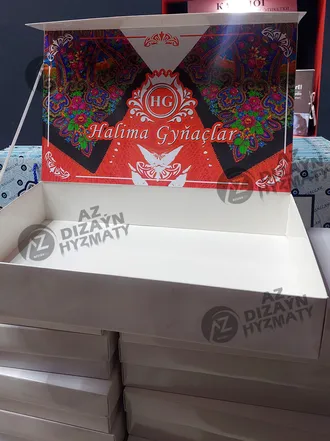 HG
Halima Gyňaçlar
AZ
DIZAÝN
HYZMATY
AZ
DIZAÝN
HYZMATY